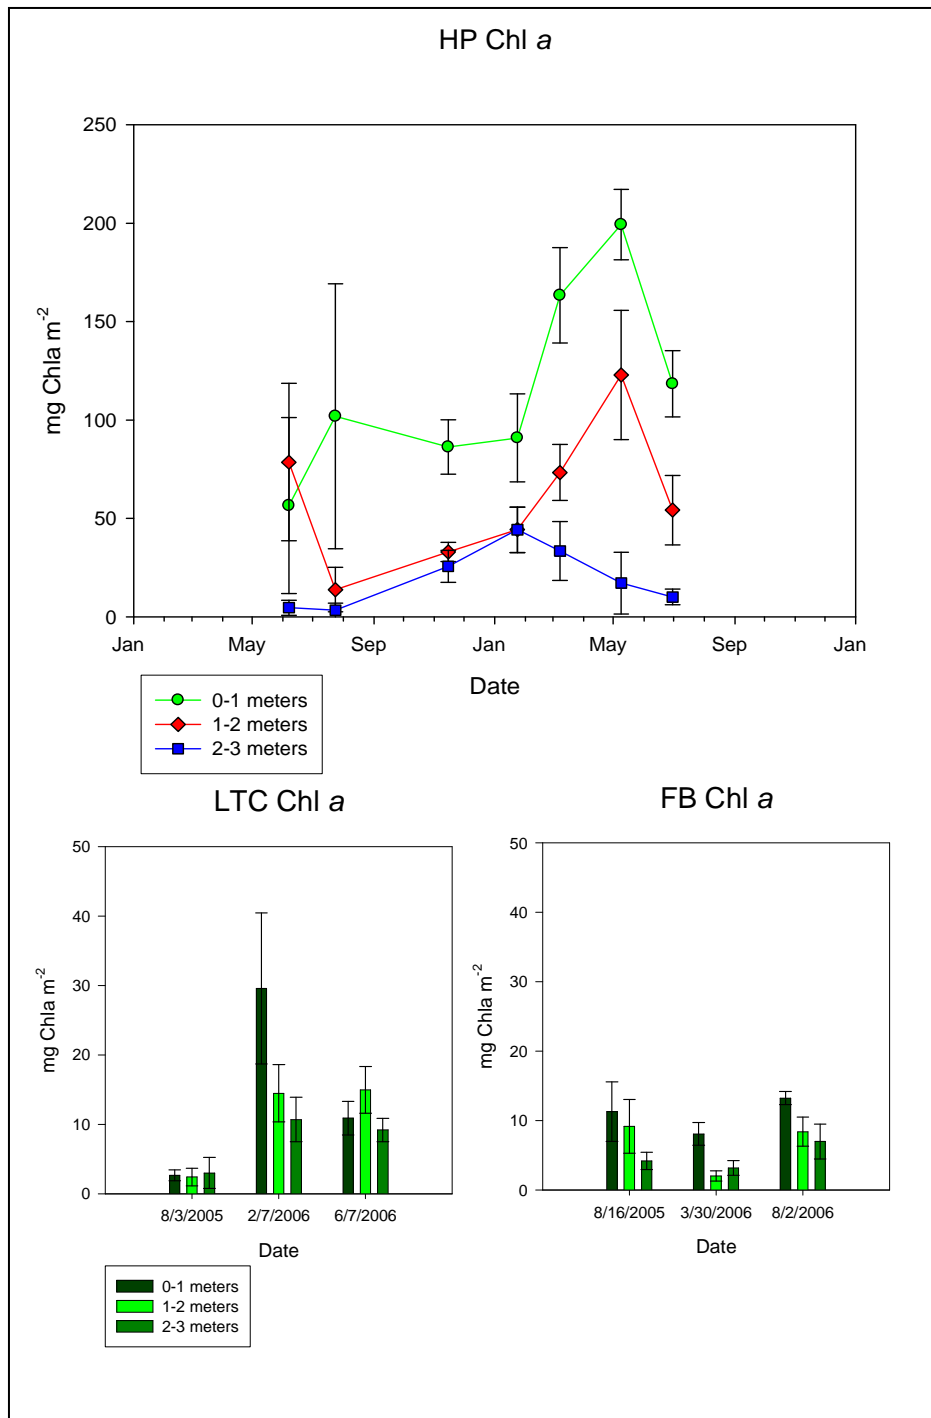 HP Chl a
250
200
150
100
50
0
mg Chla m-2
Jan May Sep Jan May Sep Jan
Date
0-1 meters
1-2 meters
2-3 meters
LTC Chl a
50
40
30
20
10
0
mg Chla m-2
8/3/2005 2/7/2006 6/7/2006
Date
0-1 meters
1-2 meters
2-3 meters
FB Chl a
50
40
30
20
10
0
mg Chla m-2
8/16/2005 3/30/2006 8/2/2006
Date